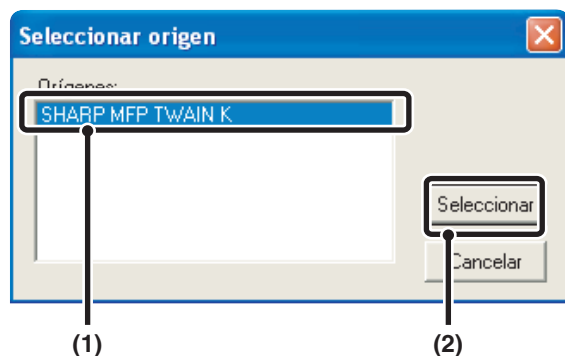 Seleccionar origen
Orígenes:
SHARP MFP TWAIN K
Seleccionar
Cancelar
(1)
(2)